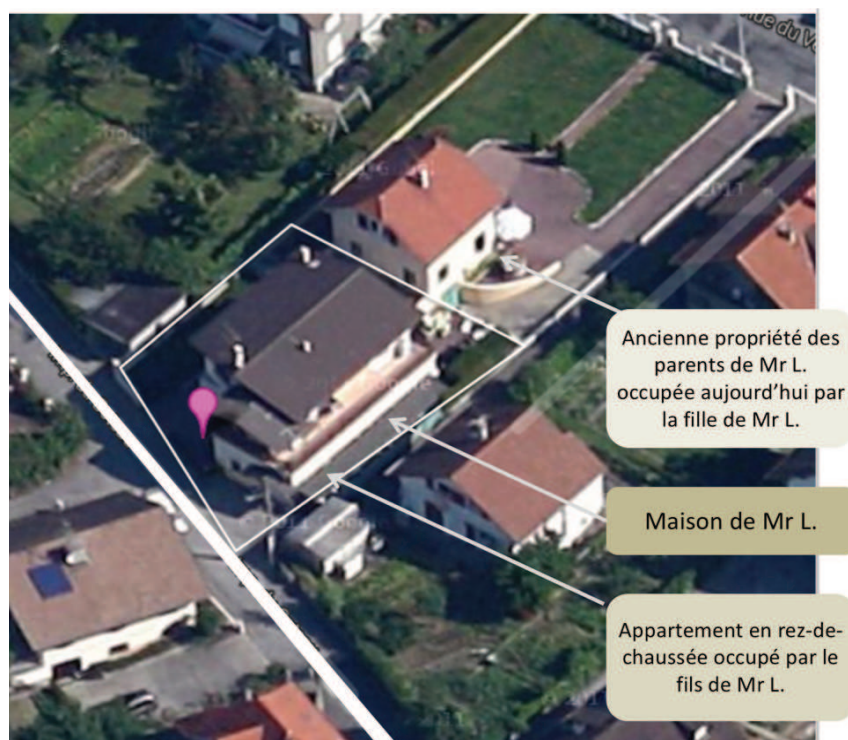 Ancienne propriété des
parents de Mr L.
occupée aujourd'hui par
la fille de Mr L.
Maison de Mr L.
Appartement en rez-de-
chaussée occupé par le
fils de Mr L.